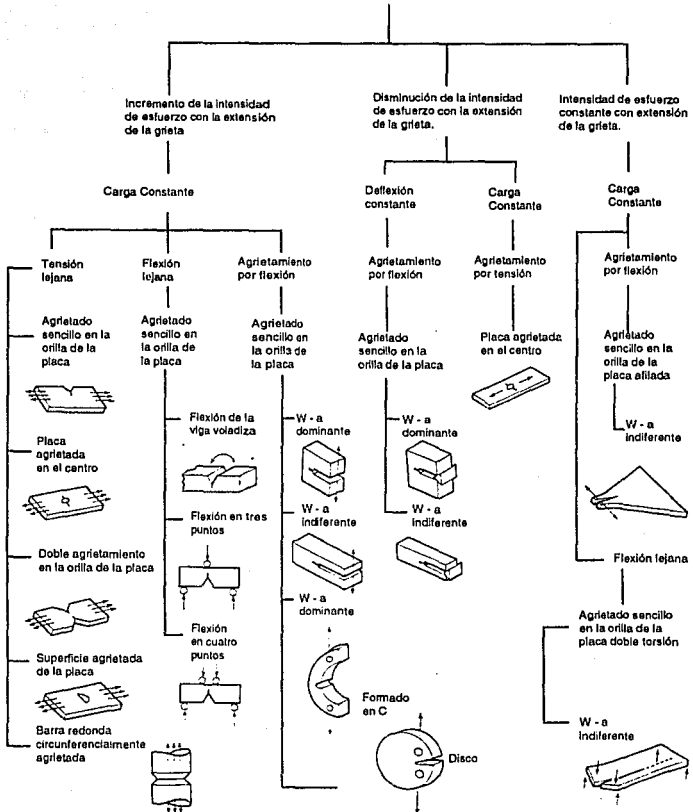 Incremento de la intensidad
de esfuerzo con la extensión
de la grieta
Disminución de la intensidad
de esfuerzo con la extensión
de la grieta.
Intensidad de esfuerzo
constante con extensión
de la grieta.
Carga Constante
Deflexión
constante
Carga
Constante
Carga
Constante
Tensión
lejana
Flexión
lejana
Agrietamiento
por flexión
Agrietamiento
por flexión
Agrietamiento
por tensión
Agrietamiento
por flexión
Agrietado
sencillo en la
orilla de la
placa
Agrietado
sencillo en
la orilla de
la placa
Agrietado
sencillo en
la orilla de
la placa
Agrietado
sencillo en la
orilla de la placa
Placa agrietada
en el centro
Agrietado
sencillo en la
orilla de la
placa afilada
Placa
agrietada
en el centro
Flexión de la
viga voladiza
W - a
dominante
W - a
dominante
W - a
indiferente
Flexión en tres
puntos
W - a
indiferente
W - a
indiferente
Doble agrietamiento
en la orilla de la placa
Flexión lejana
W - a
dominante
Flexión
en cuatro
puntos
Agrietado sencillo
en la orilla de la
placa doble torsión
Superficie agrietada
de la placa
Formado
en C
Barra redonda
circunferencialmente
agrietada
W - a
indiferente
Disco